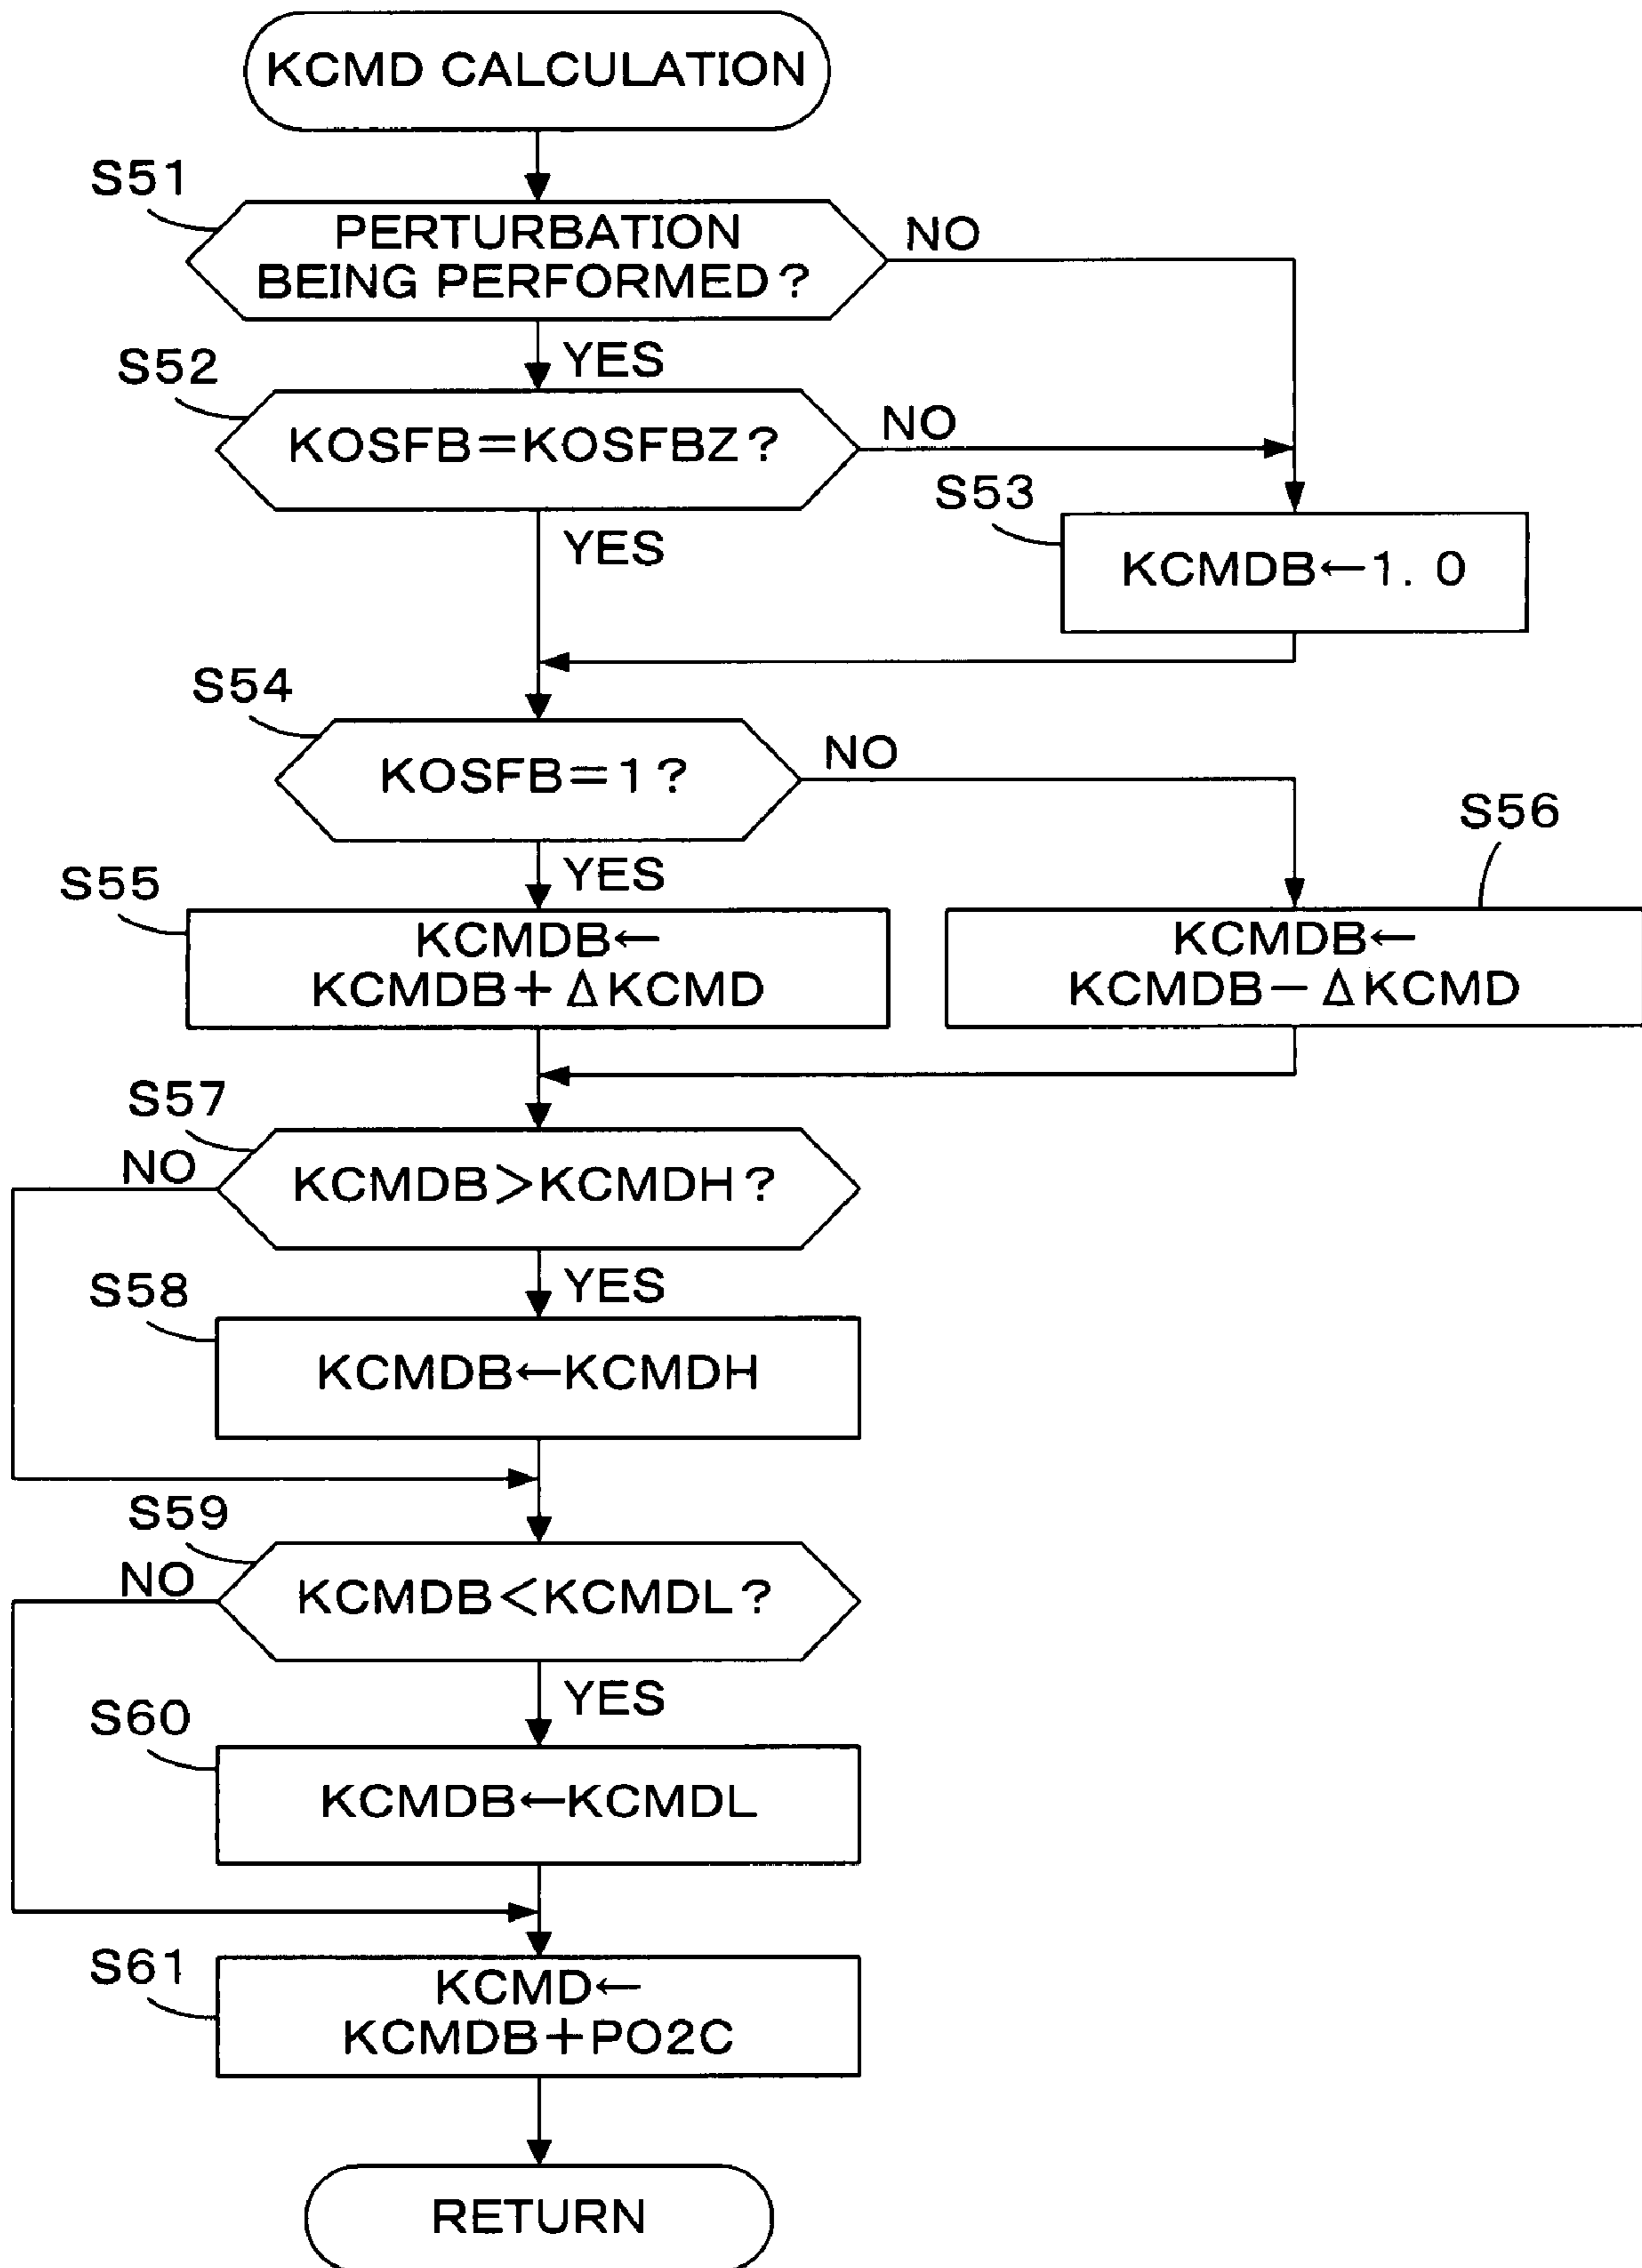 KCMD CALCULATION
S51
PERTURBATION
BEING PERFORMED?
NO
YES
S52
KOSFB=KOSFBZ?
NO
YES
S53
KCMDB←1.0
S54
KOSFB=1?
NO
YES
S55
KCMDB←
KCMDB+ΔKCMD
S56
KCMDB←
KCMDB−ΔKCMD
S57
NO
KCMDB>KCMDH?
YES
S58
KCMDB←KCMDH
S59
NO
KCMDB<KCMDL?
YES
S60
KCMDB←KCMDL
S61
KCMD←
KCMDB+PO2C
RETURN